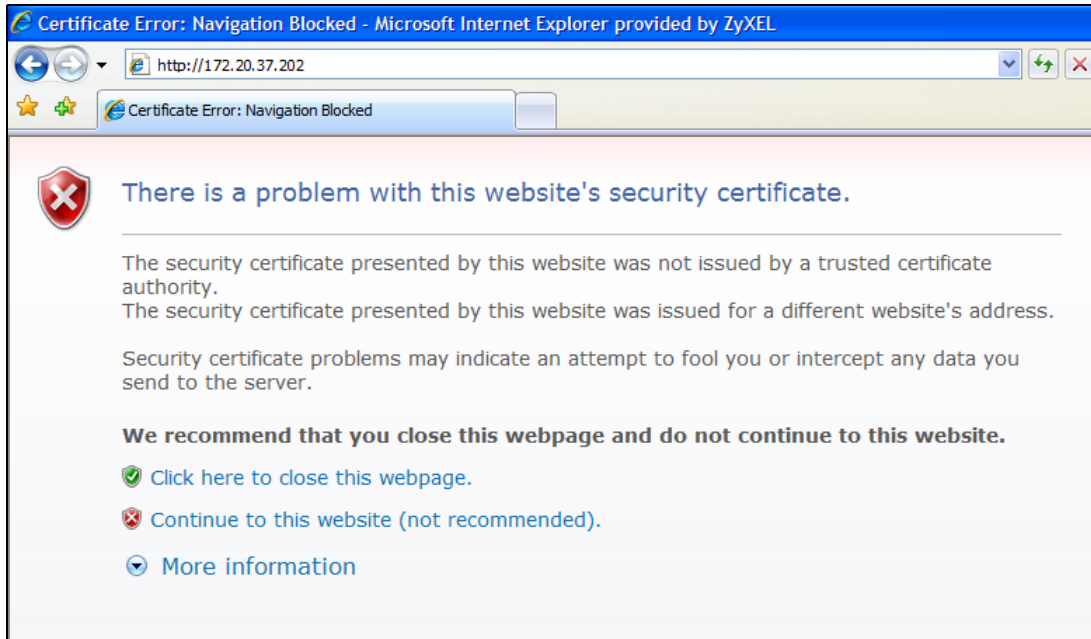 Certificate Error: Navigation Blocked - Microsoft Internet Explorer provided by ZyXEL
http://172.20.37.202
Certificate Error: Navigation Blocked
There is a problem with this website's security certificate.
The security certificate presented by this website was not issued by a trusted certificate
authority.
The security certificate presented by this website was issued for a different website's address.
Security certificate problems may indicate an attempt to fool you or intercept any data you
send to the server.
We recommend that you close this webpage and do not continue to this website.
Click here to close this webpage.
Continue to this website (not recommended).
More information